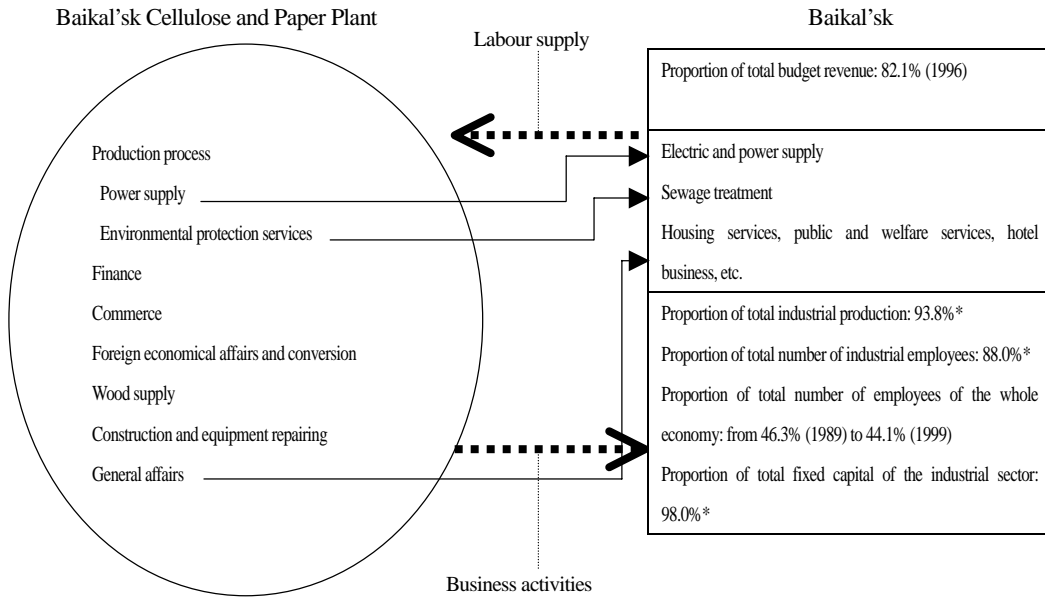 Baikal'sk Cellulose and Paper Plant
Baikal'sk
Labour supply
Production process
Power supply
Environmental protection services
Finance
Commerce
Foreign economical affairs and conversion
Wood supply
Construction and equipment repairing
General affairs
Proportion of total budget revenue: 82.1% (1996)
Electric and power supply
Sewage treatment
Housing services, public and welfare services, hotel
business, etc.
Proportion of total industrial production: 93.8%*
Proportion of total number of industrial employees: 88.0%*
Proportion of total number of employees of the whole
economy: from 46.3% (1989) to 44.1% (1999)
Proportion of total fixed capital of the industrial sector:
98.0%*
Business activities